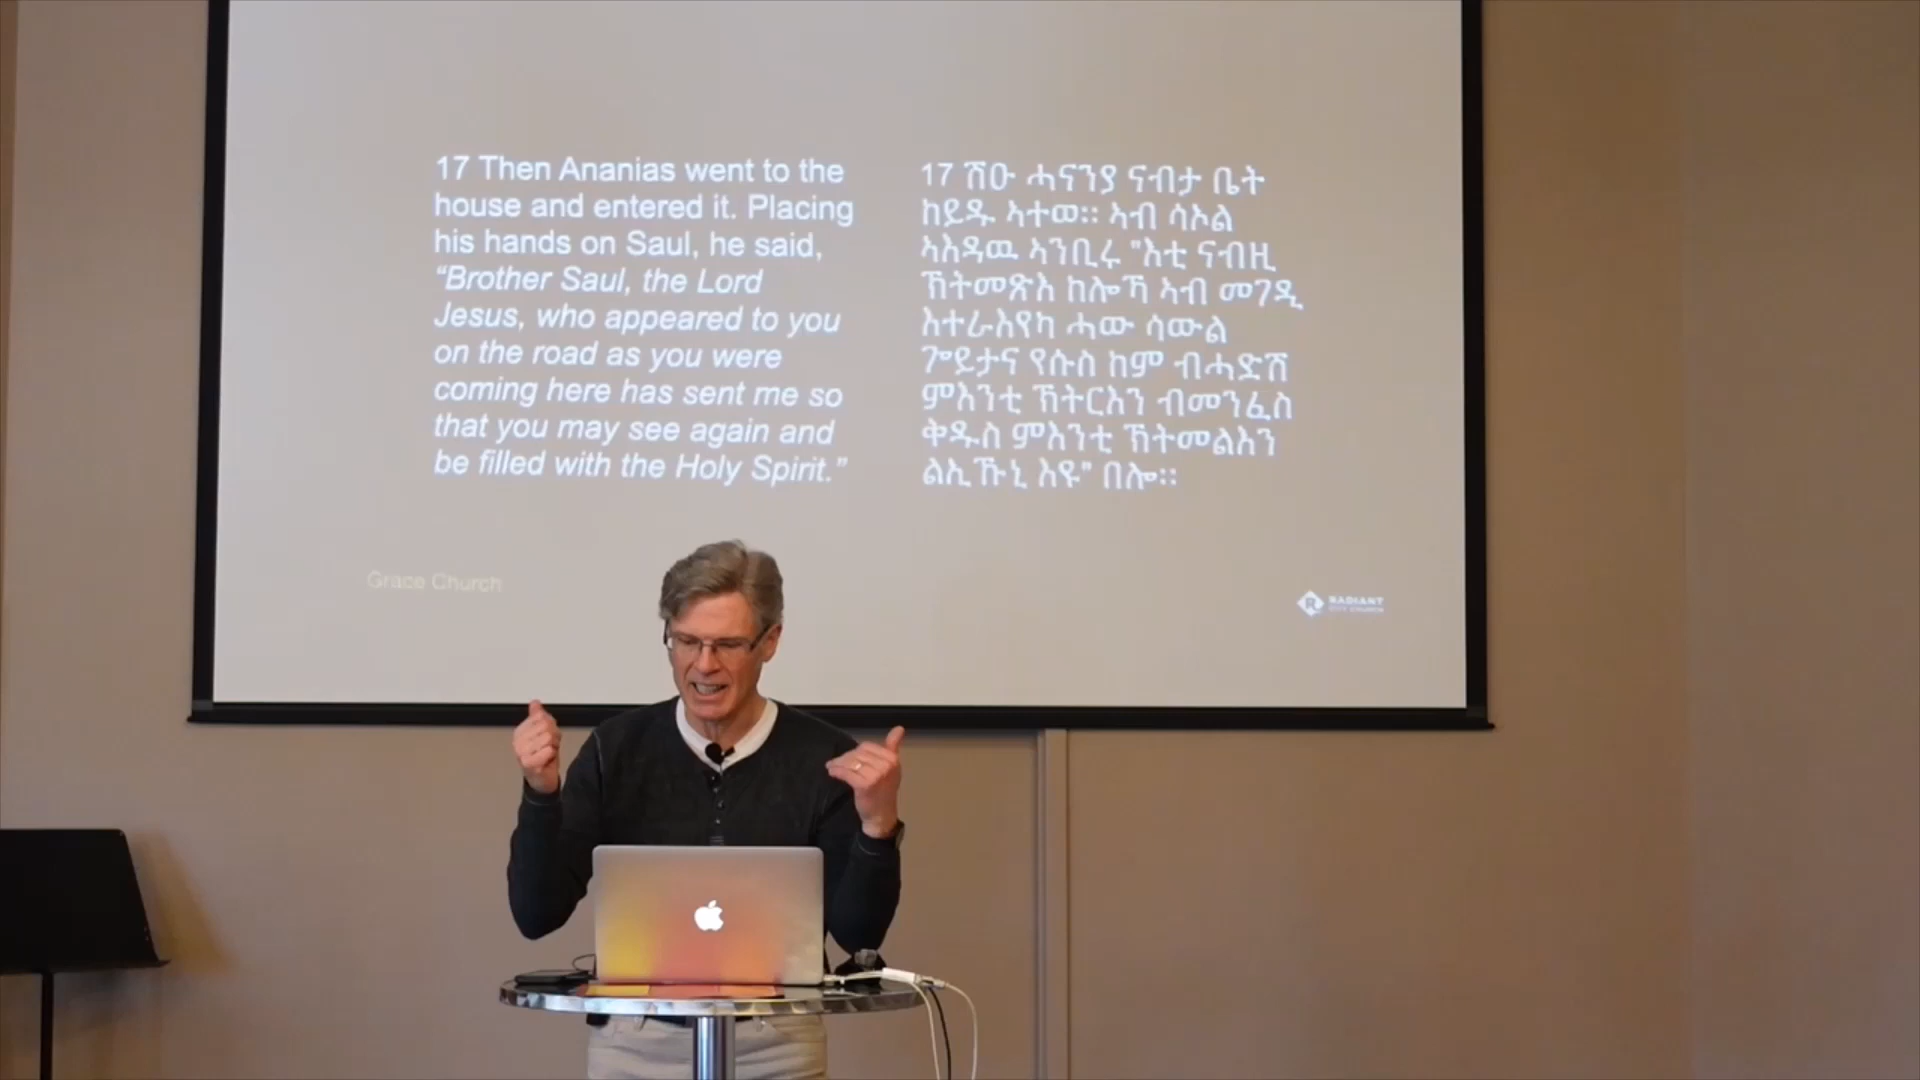 17 Then Ananias went to the
house and entered it. Placing
his hands on Saul, he said,
“Brother Saul, the Lord
Jesus, who appeared to you
on the road as you were
coming here has sent me so
that you may see again and
be filled with the Holy Spirit.”
17 ሽዑ ሓናንያ ናብታ ቤት
ከይዱ ኣተወ። ኣብ ሳኦል
ኣእዳዉ ኣንቢሩ "እቲ ናብዚ
ኽትመጽእ ከሎኻ ኣብ መገዲ
እተራእየካ ሓው ሳውል
ጐይታና የሱስ ከም ብሓድሽ
ምእንቲ ኽትርእን ብመንፈስ
ቅዱስ ምእንቲ ኽትመልእን
ልኢኹኒ እዩ" በሎ።
Grace Church
RADIANT
CITY CHURCH